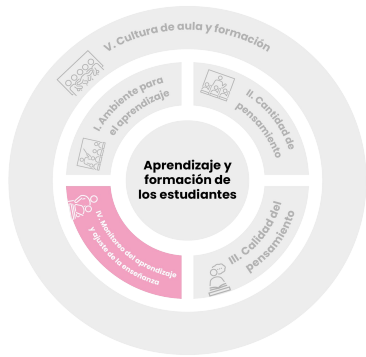 V. Cultura de aula y formación
I. Ambiente para
el aprendizaje
II. Cantidad de
pensamiento
Aprendizaje y
formación de
los estudiantes
IV. Monitoreo del aprendizaje
y ajuste de la enseñanza
III. Calidad del
pensamiento